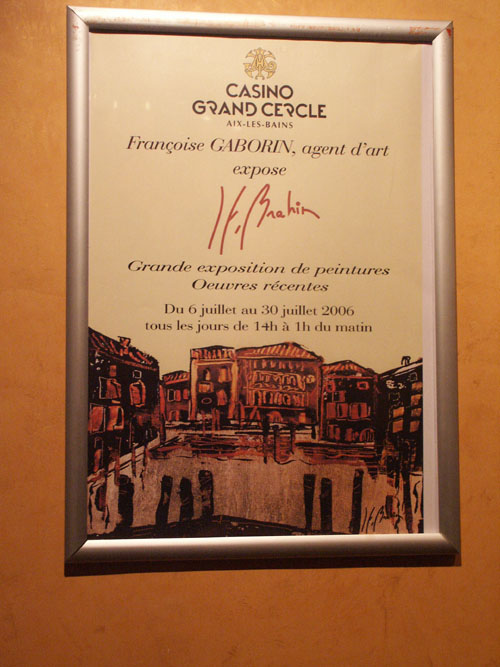 CASINO
GRAND CERCLE
AIX-LES-BAINS
Françoise GABORIN, agent d'art
expose
H. Brahim
Grande exposition de peintures
Oeuvres récentes
Du 6 juillet au 30 juillet 2006
tous les jours de 14h à 1h du matin